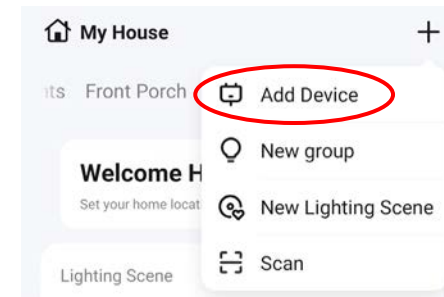 My House
Front Porch
Add Device
New group
Welcome H
Set your home locat
New Lighting Scene
Scan
Lighting Scene